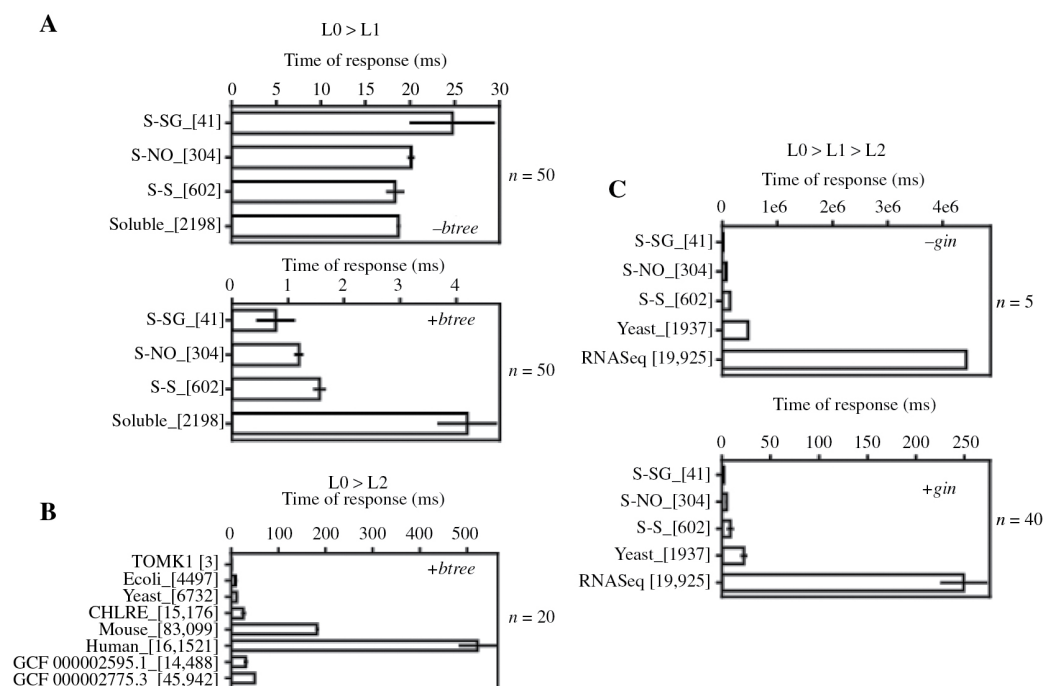 A
L0 > L1
Time of response (ms)
0 5 10 15 20 25 30
S-SG_[41]
S-NO_[304]
S-S_[602]
Soluble_[2198]
–btree
n = 50
Time of response (ms)
0 1 2 3 4
S-SG_[41]
+btree
S-NO_[304]
S-S_[602]
Soluble_[2198]
n = 50
B
L0 > L2
Time of response (ms)
0 100 200 300 400 500
TOMK1 [3]
+btree
Ecoli_[4497]
Yeast_[6732]
CHLRE_[15,176]
Mouse_[83,099]
Human_[16,1521]
GCF 000002595.1_[14,488]
GCF 000002775.3_[45,942]
n = 20
C
L0 > L1 > L2
Time of response (ms)
0 1e6 2e6 3e6 4e6
S-SG_[41]
–gin
S-NO_[304]
S-S_[602]
Yeast_[1937]
RNASeq [19,925]
n = 5
Time of response (ms)
0 50 100 150 200 250
S-SG_[41]
+gin
S-NO_[304]
S-S_[602]
Yeast_[1937]
RNASeq [19,925]
n = 40